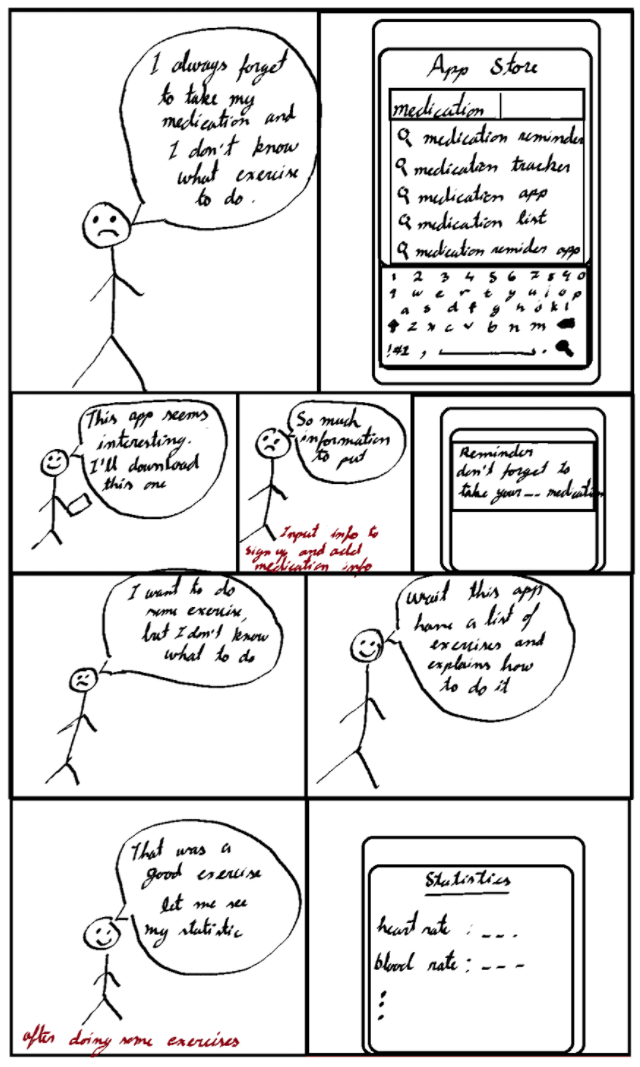 I always forget
to take my
medication and
I don't know
what exercise
to do.
App Store
medication
medication reminder
medication tracker
medication app
medication list
medication reminder app
1 2 3 4 5 6 7 8 9 0
q w e r t y u i o p
a s d f g h j k l
z x c v b n m
!#1 , .
This app seems
interesting.
I'll download
this one
So much
information
to put
Input info to
sign up and add
medication info
Reminder
don't forget to
take your _ _ medication
I want to do
some exercise,
but I don't know
what to do
wait this app
have a list of
exercises and
explains how
to do it
That was a
good exercise
let me see
my statistic
after doing some exercises
Statistics
heart rate : _ _ _
blood rate : _ _ _